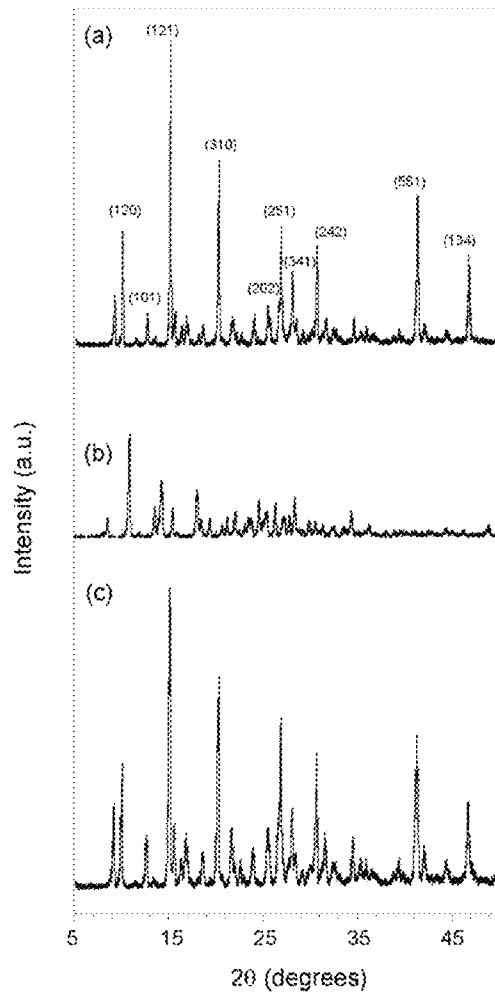 (a)
(121)
(310)
(120)
(251)
(551)
(242)
(341)
(134)
(101)
(202)
(b)
(c)
Intensity (a.u.)
5 15 25 35 45
2θ (degrees)